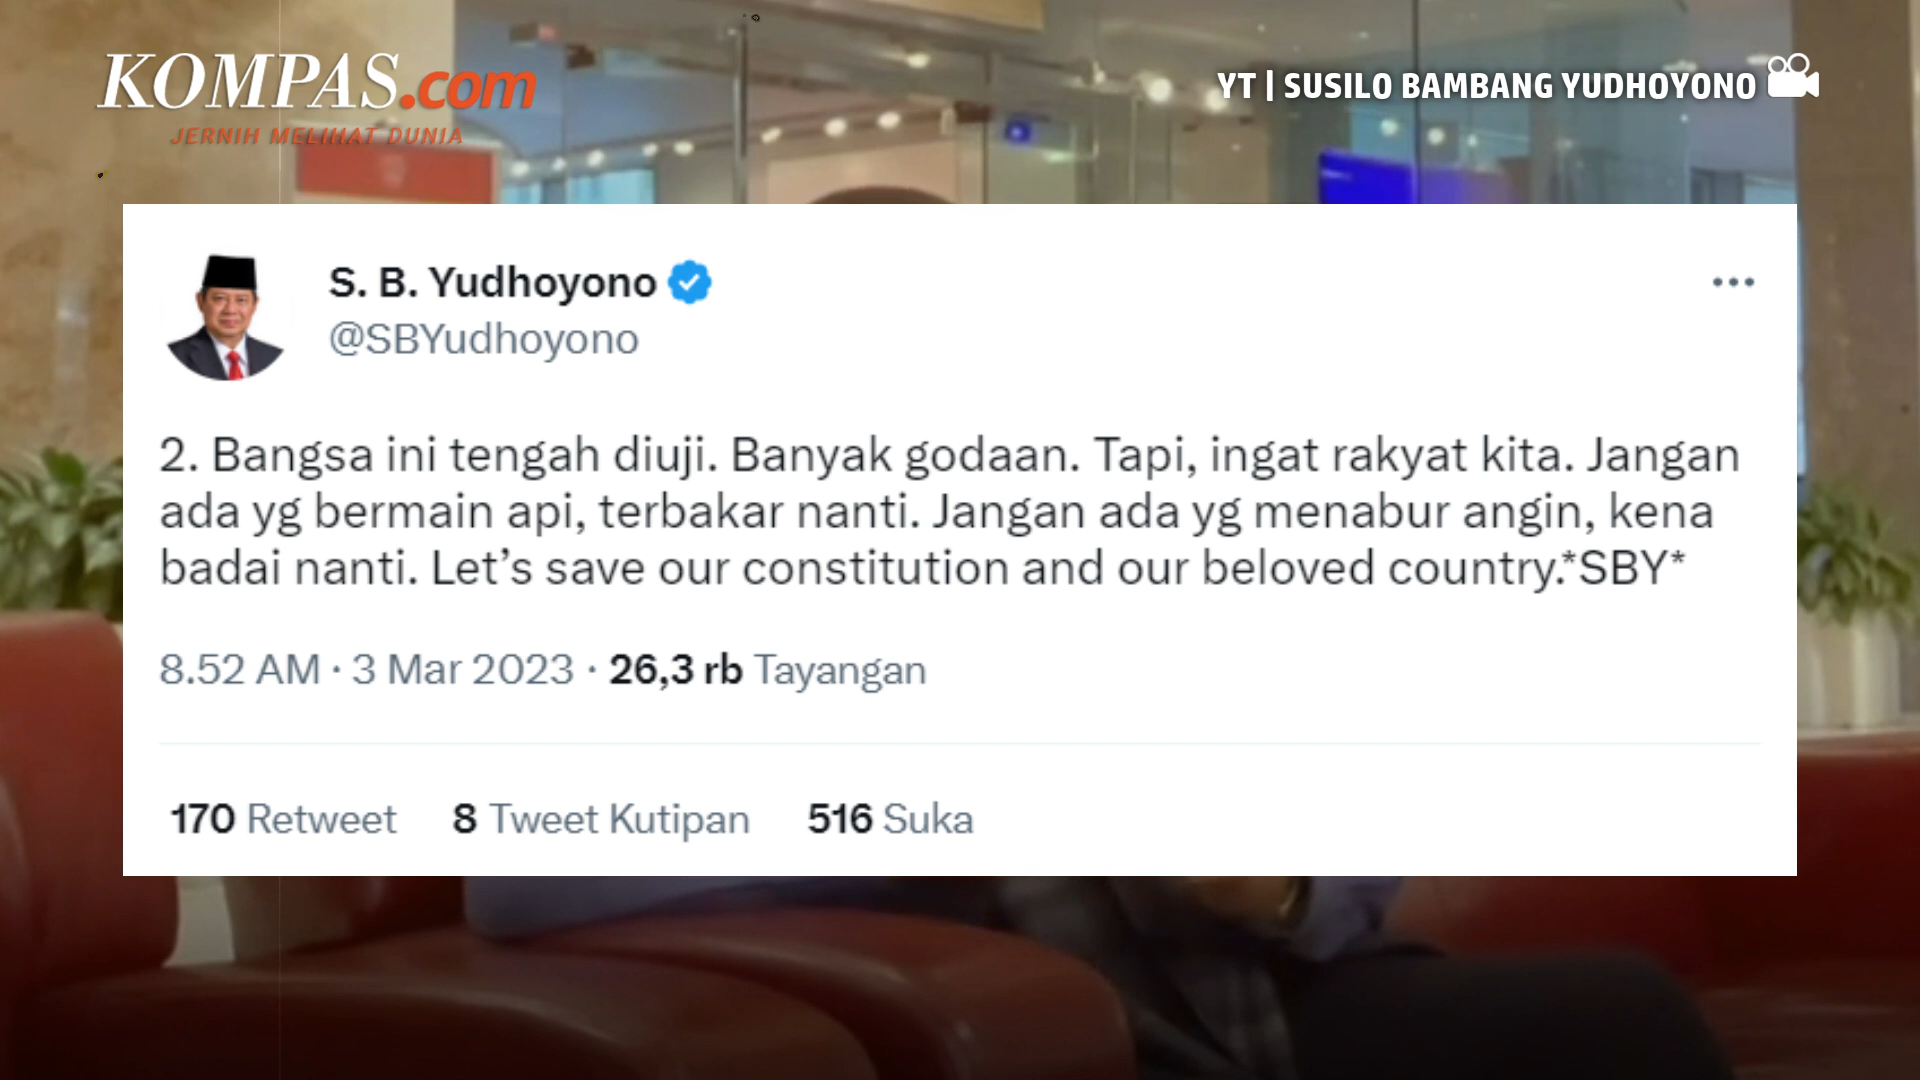 KOMPAS.com
JERNIH MELIHAT DUNIA
YT | SUSILO BAMBANG YUDHOYONO
S. B. Yudhoyono
@SBYudhoyono
2. Bangsa ini tengah diuji. Banyak godaan. Tapi, ingat rakyat kita. Jangan
ada yg bermain api, terbakar nanti. Jangan ada yg menabur angin, kena
badai nanti. Let’s save our constitution and our beloved country.*SBY*
8.52 AM · 3 Mar 2023 · 26,3 rb Tayangan
170 Retweet 8 Tweet Kutipan 516 Suka